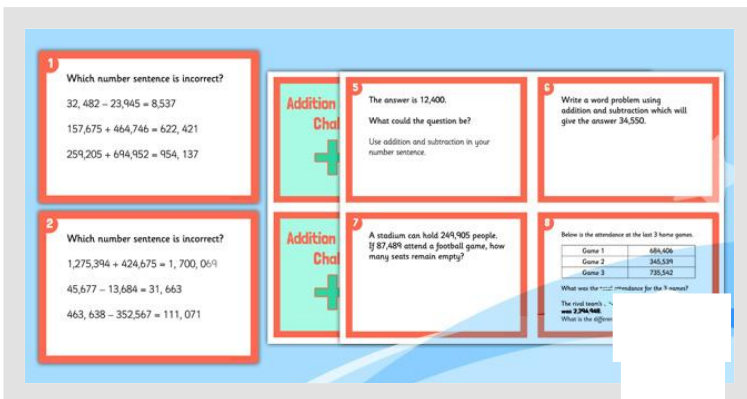 1
Which number sentence is incorrect?
32, 482 – 23,945 = 8,537
157,675 + 464,746 = 622, 421
259,205 + 694,952 = 954, 137
2
Which number sentence is incorrect?
1,275,394 + 424,675 = 1, 700, 069
45,677 – 13,684 = 31, 663
463, 638 – 352,567 = 111, 071
Addition
Chal
Addition
Chal
5
The answer is 12,400.
What could the question be?
Use addition and subtraction in your
number sentence.
6
Write a word problem using
addition and subtraction which will
give the answer 34,550.
7
A stadium can hold 249,905 people.
If 87,489 attend a football game, how
many seats remain empty?
8
Below is the attendance at the last 3 home games.
Game 1 684,406
Game 2 345,539
Game 3 735,542
What was the attendance for the 3 games?
The rival team's
was 2,394,948.
What is the